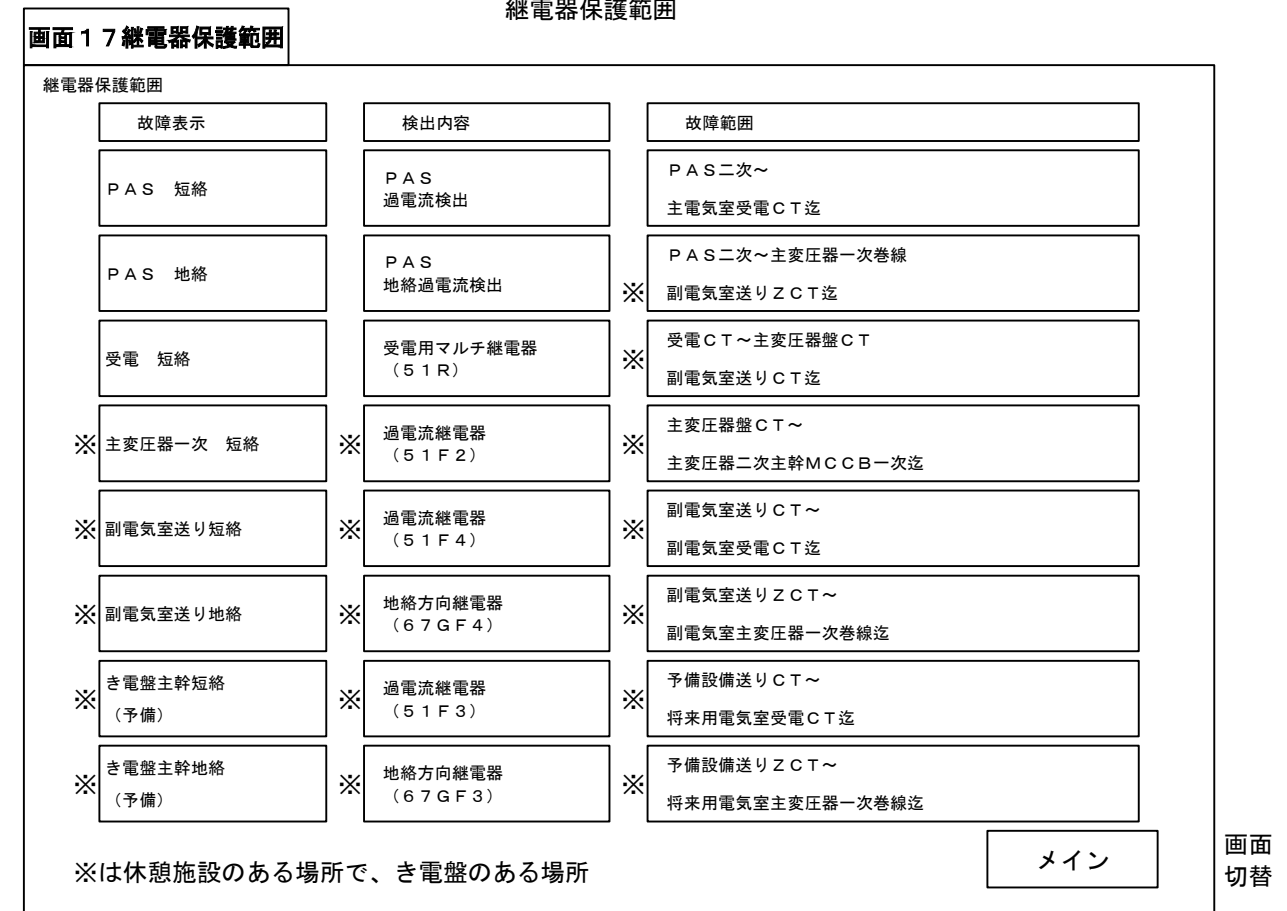 継電器保護範囲
画面17継電器保護範囲
継電器保護範囲
故障表示
検出内容
故障範囲
PAS 短絡
PAS
過電流検出
PAS二次～
主電気室受電CT迄
PAS 地絡
PAS
地絡過電流検出
※
PAS二次～主変圧器一次巻線
副電気室送りZCT迄
受電 短絡
受電用マルチ継電器
(51R)
※
受電CT～主変圧器盤CT
副電気室送りCT迄
※
主変圧器一次 短絡
※
過電流継電器
(51F2)
※
主変圧器盤CT～
主変圧器二次主幹MCCB一次迄
※
副電気室送り短絡
※
過電流継電器
(51F4)
※
副電気室送りCT～
副電気室受電CT迄
※
副電気室送り地絡
※
地絡方向継電器
(67GF4)
※
副電気室送りZCT～
副電気室主変圧器一次巻線迄
※
き電盤主幹短絡
(予備)
※
過電流継電器
(51F3)
※
予備設備送りCT～
将来用電気室受電CT迄
※
き電盤主幹地絡
(予備)
※
地絡方向継電器
(67GF3)
※
予備設備送りZCT～
将来用電気室主変圧器一次巻線迄
※は休憩施設のある場所で、き電盤のある場所
メイン
画面
切替